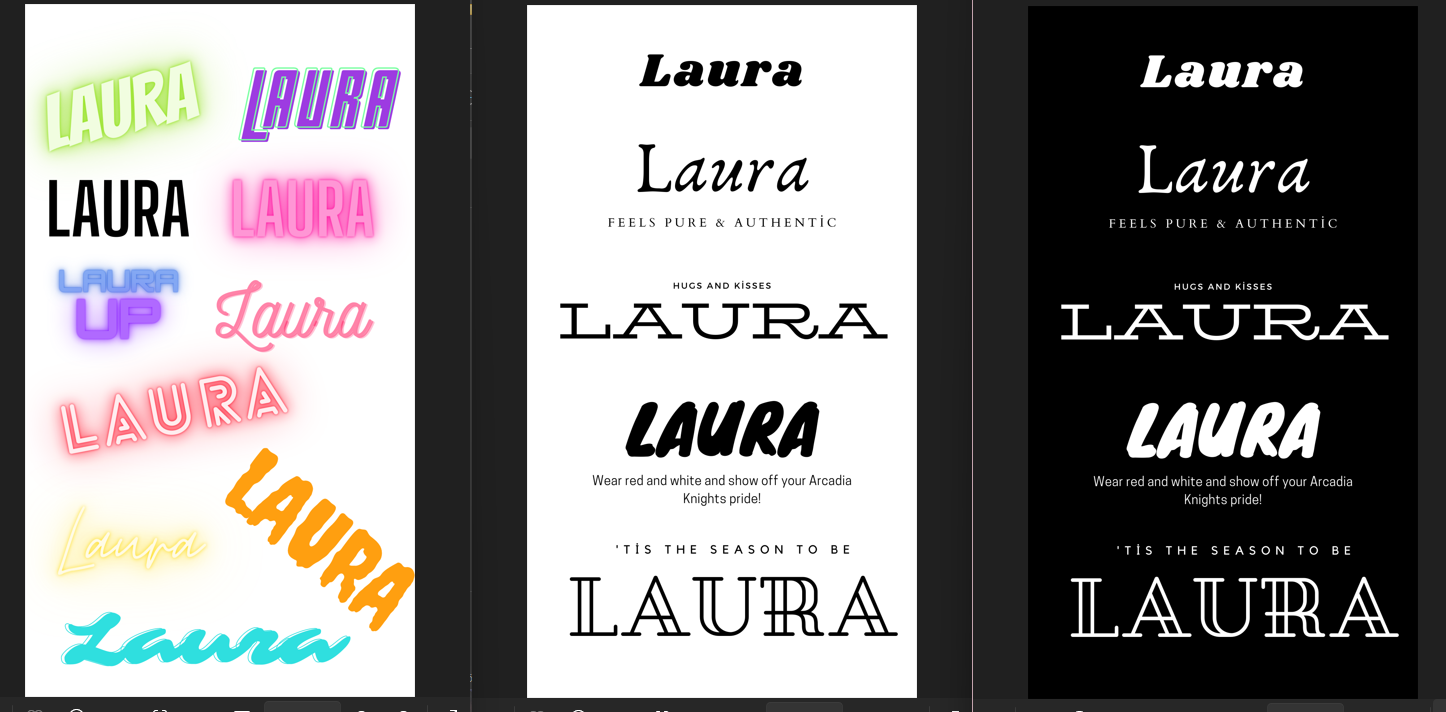 LAURA
LAURA
LAURA
LAURA
LAURA
UP
Laura
LAURA
LAURA
Laura
Laura
Laura
Laura
FEELS PURE & AUTHENTİC
HUGS AND KİSSES
LAURA
LAURA
Wear red and white and show off your Arcadia
Knights pride!
'TİS THE SEASON TO BE
LAURA
Laura
Laura
FEELS PURE & AUTHENTİC
HUGS AND KİSSES
LAURA
LAURA
Wear red and white and show off your Arcadia
Knights pride!
'TİS THE SEASON TO BE
LAURA